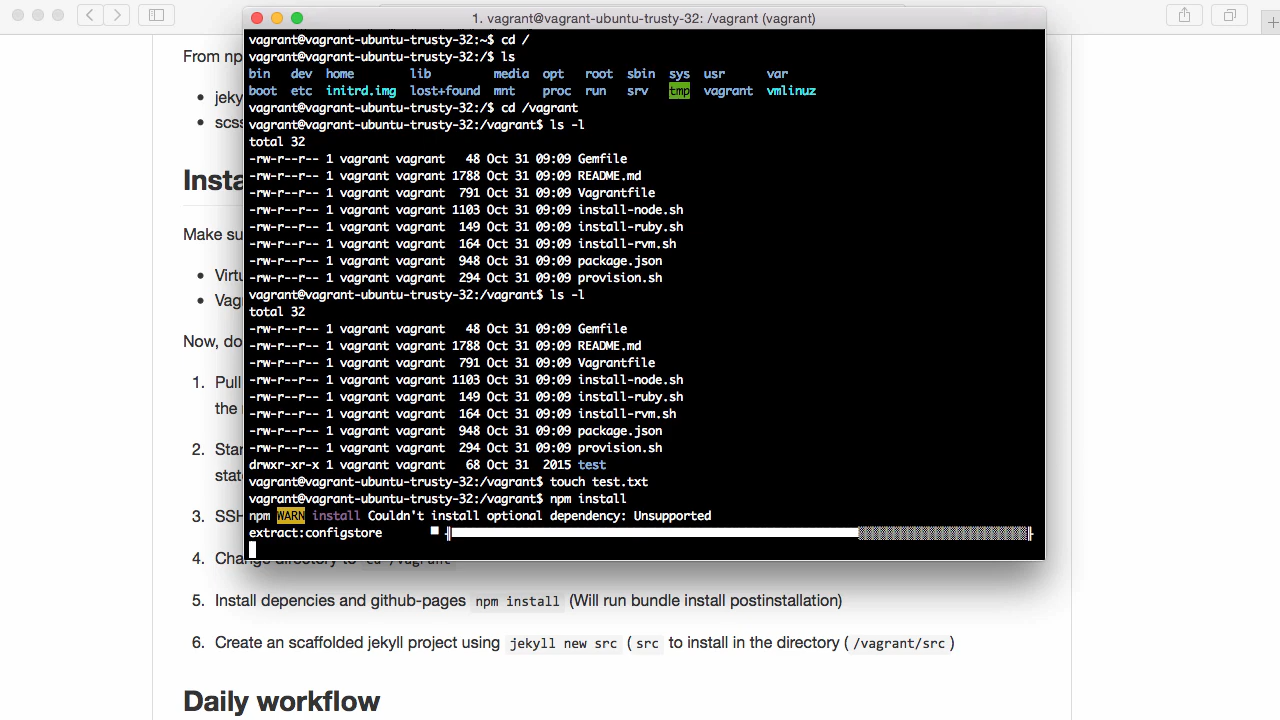 1. vagrant@vagrant-ubuntu-trusty-32: /vagrant (vagrant)
vagrant@vagrant-ubuntu-trusty-32:~$ cd /
vagrant@vagrant-ubuntu-trusty-32:/$ ls
bin dev home lib media opt root sbin sys usr var
boot etc initrd.img lost+found mnt proc run srv tmp vagrant vmlinuz
vagrant@vagrant-ubuntu-trusty-32:/$ cd /vagrant
vagrant@vagrant-ubuntu-trusty-32:/vagrant$ ls -l
total 32
-rw-r--r-- 1 vagrant vagrant 48 Oct 31 09:09 Gemfile
-rw-r--r-- 1 vagrant vagrant 1788 Oct 31 09:09 README.md
-rw-r--r-- 1 vagrant vagrant 791 Oct 31 09:09 Vagrantfile
-rw-r--r-- 1 vagrant vagrant 1103 Oct 31 09:09 install-node.sh
-rw-r--r-- 1 vagrant vagrant 149 Oct 31 09:09 install-ruby.sh
-rw-r--r-- 1 vagrant vagrant 164 Oct 31 09:09 install-rvm.sh
-rw-r--r-- 1 vagrant vagrant 948 Oct 31 09:09 package.json
-rw-r--r-- 1 vagrant vagrant 294 Oct 31 09:09 provision.sh
vagrant@vagrant-ubuntu-trusty-32:/vagrant$ ls -l
total 32
-rw-r--r-- 1 vagrant vagrant 48 Oct 31 09:09 Gemfile
-rw-r--r-- 1 vagrant vagrant 1788 Oct 31 09:09 README.md
-rw-r--r-- 1 vagrant vagrant 791 Oct 31 09:09 Vagrantfile
-rw-r--r-- 1 vagrant vagrant 1103 Oct 31 09:09 install-node.sh
-rw-r--r-- 1 vagrant vagrant 149 Oct 31 09:09 install-ruby.sh
-rw-r--r-- 1 vagrant vagrant 164 Oct 31 09:09 install-rvm.sh
-rw-r--r-- 1 vagrant vagrant 948 Oct 31 09:09 package.json
-rw-r--r-- 1 vagrant vagrant 294 Oct 31 09:09 provision.sh
drwxr-xr-x 1 vagrant vagrant 68 Oct 31 2015 test
vagrant@vagrant-ubuntu-trusty-32:/vagrant$ touch test.txt
vagrant@vagrant-ubuntu-trusty-32:/vagrant$ npm install
npm WARN install Couldn't install optional dependency: Unsupported
extract:configstore
From np
• jeky
• scss
Insta
Make su
• Virtu
• Vag
Now, do
1. Pull
the
2. Star
state
3. SSH
4. Change directory to cd /vagrant
5. Install depencies and github-pages npm install (Will run bundle install postinstallation)
6. Create an scaffolded jekyll project using jekyll new src ( src to install in the directory ( /vagrant/src )
Daily workflow